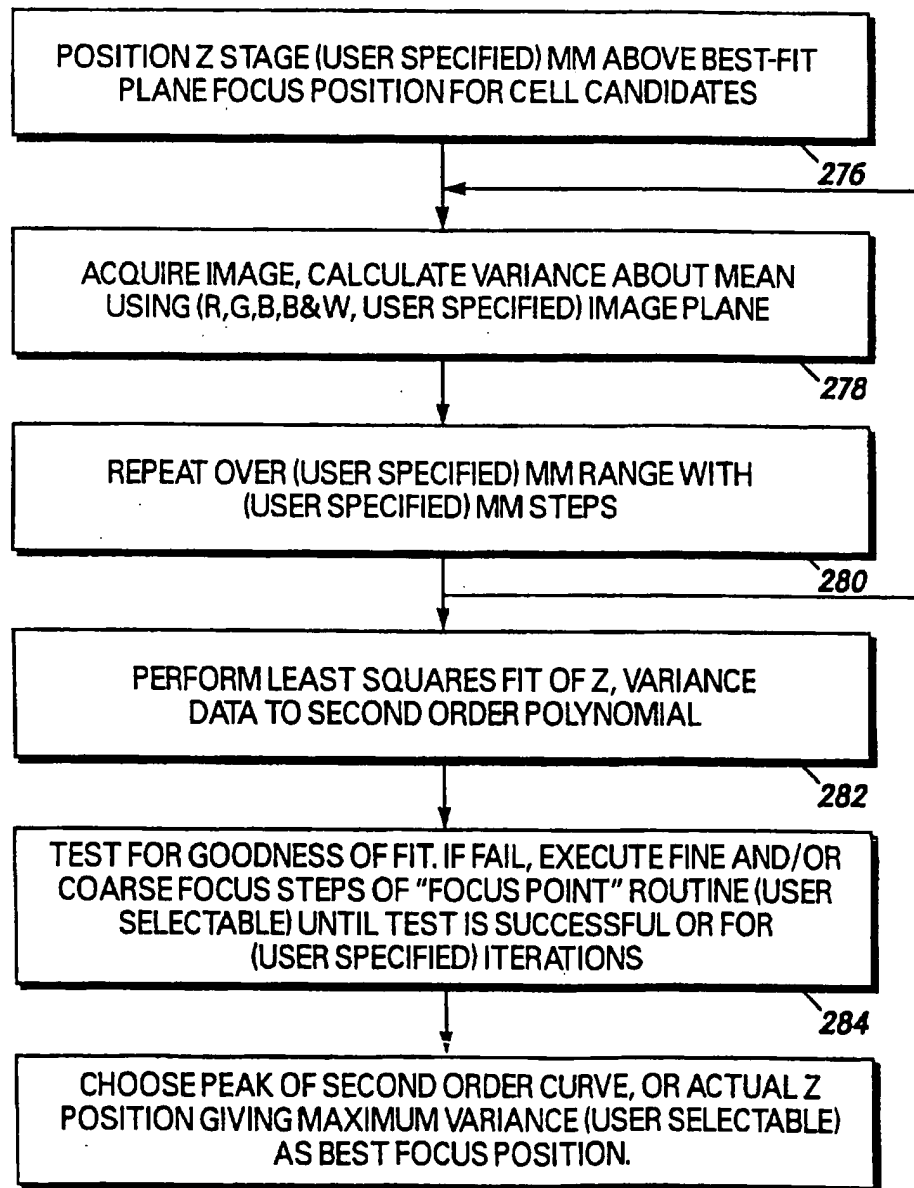 POSITION Z STAGE (USER SPECIFIED) MM ABOVE BEST-FIT
PLANE FOCUS POSITION FOR CELL CANDIDATES
276
ACQUIRE IMAGE, CALCULATE VARIANCE ABOUT MEAN
USING (R,G,B,B&W, USER SPECIFIED) IMAGE PLANE
278
REPEAT OVER (USER SPECIFIED) MM RANGE WITH
(USER SPECIFIED) MM STEPS
280
PERFORM LEAST SQUARES FIT OF Z, VARIANCE
DATA TO SECOND ORDER POLYNOMIAL
282
TEST FOR GOODNESS OF FIT. IF FAIL, EXECUTE FINE AND/OR
COARSE FOCUS STEPS OF "FOCUS POINT" ROUTINE (USER
SELECTABLE) UNTIL TEST IS SUCCESSFUL OR FOR
(USER SPECIFIED) ITERATIONS
284
CHOOSE PEAK OF SECOND ORDER CURVE, OR ACTUAL Z
POSITION GIVING MAXIMUM VARIANCE (USER SELECTABLE)
AS BEST FOCUS POSITION.